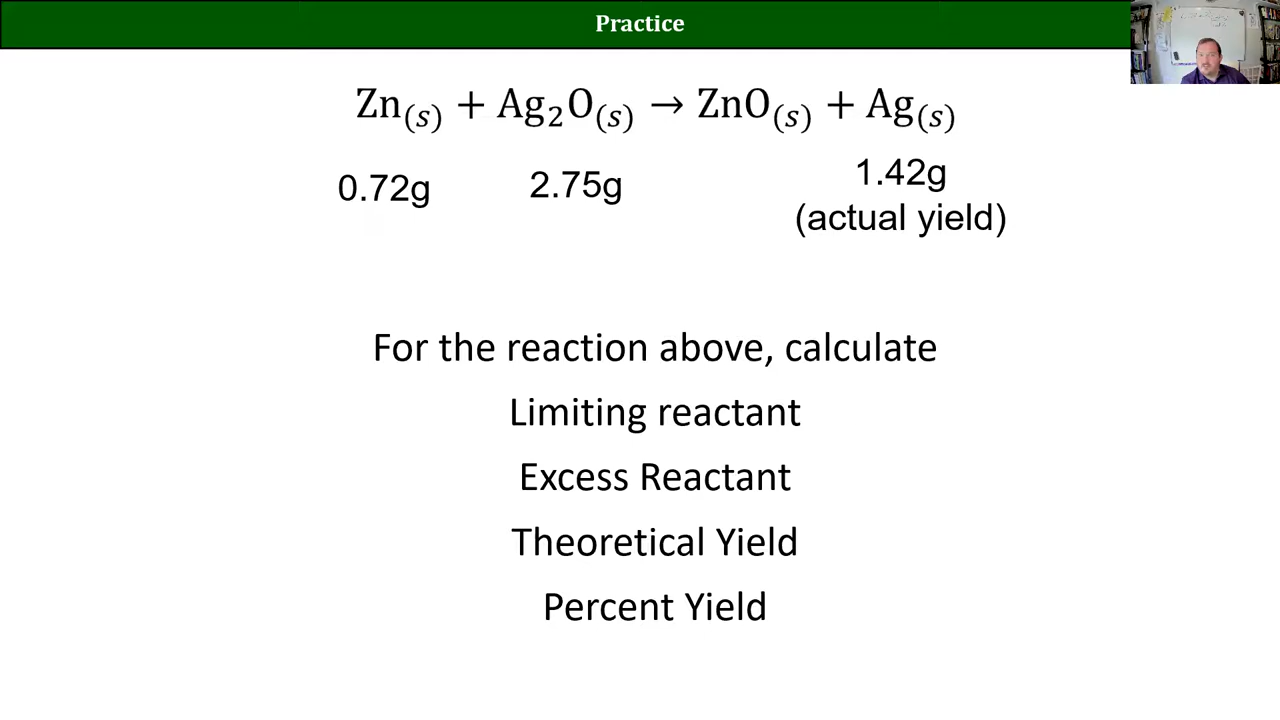 Practice
Zn₍ₛ₎ + Ag₂O₍ₛ₎ → ZnO₍ₛ₎ + Ag₍ₛ₎
0.72g 2.75g 1.42g
(actual yield)
For the reaction above, calculate
Limiting reactant
Excess Reactant
Theoretical Yield
Percent Yield